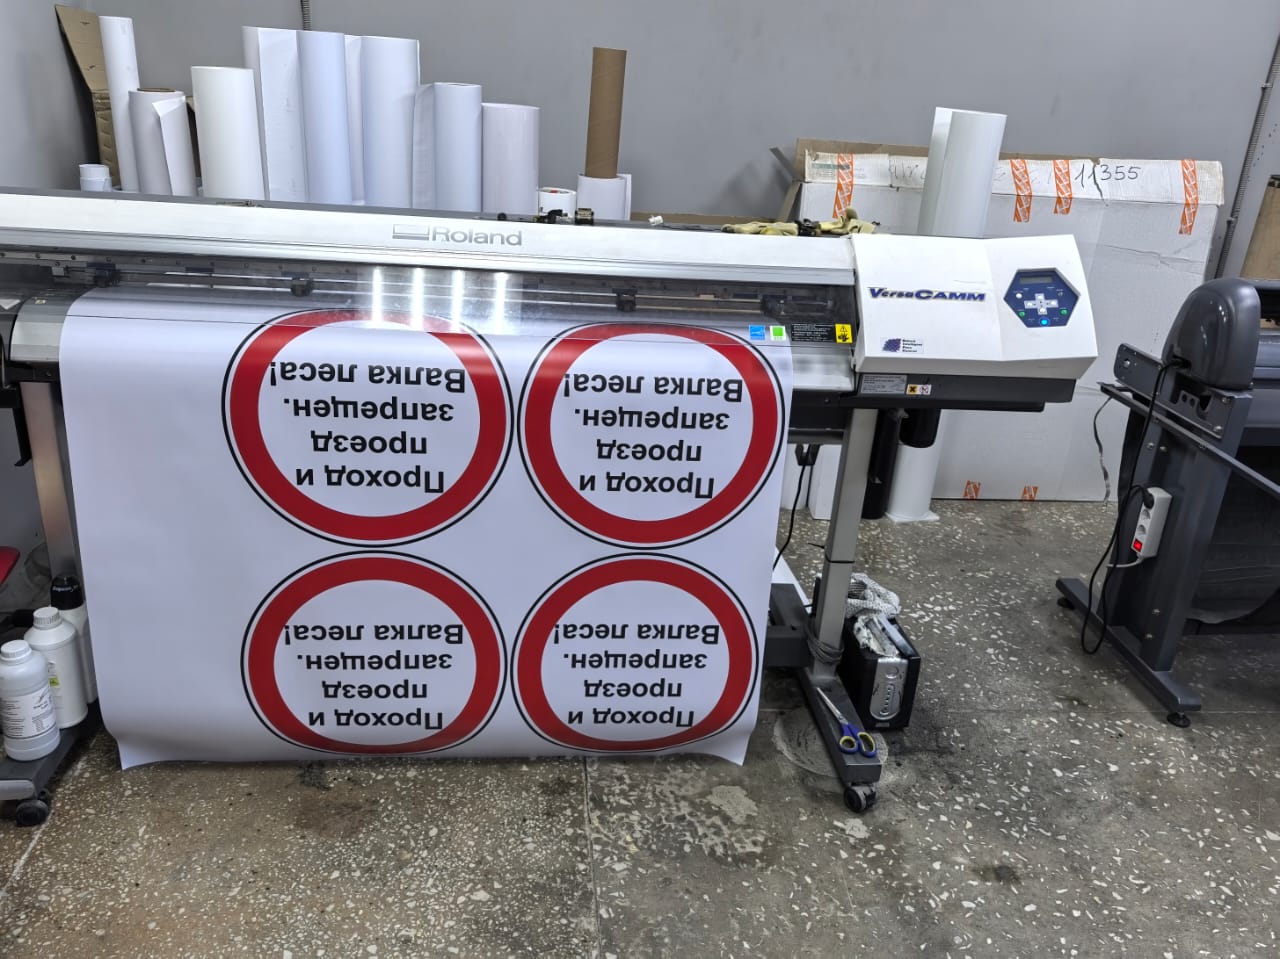 11355
Roland
VersaCAMM
Проход и
проезд
запрещен.
Валка леса!
Проход и
проезд
запрещен.
Валка леса!
Проход и
проезд
запрещен.
Валка леса!
Проход и
проезд
запрещен.
Валка леса!